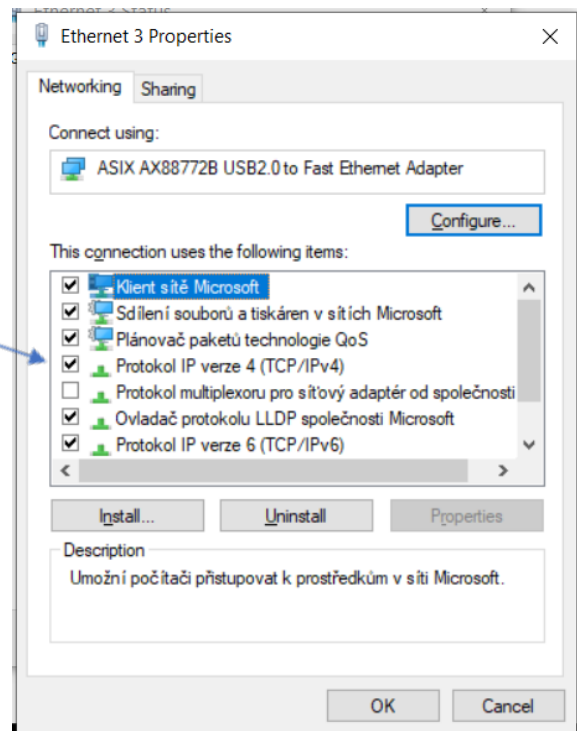 Ethernet 3 Status
Ethernet 3 Properties
Networking
Sharing
Connect using:
ASIX AX88772B USB2.0 to Fast Ethernet Adapter
Configure...
This connection uses the following items:
Klient sítě Microsoft
Sdílení souborů a tiskáren v sítích Microsoft
Plánovač paketů technologie QoS
Protokol IP verze 4 (TCP/IPv4)
Protokol multiplexoru pro síťový adaptér od společnosti
Ovladač protokolu LLDP společnosti Microsoft
Protokol IP verze 6 (TCP/IPv6)
Install...
Uninstall
Properties
Description
Umožní počítači přistupovat k prostředkům v síti Microsoft.
OK
Cancel